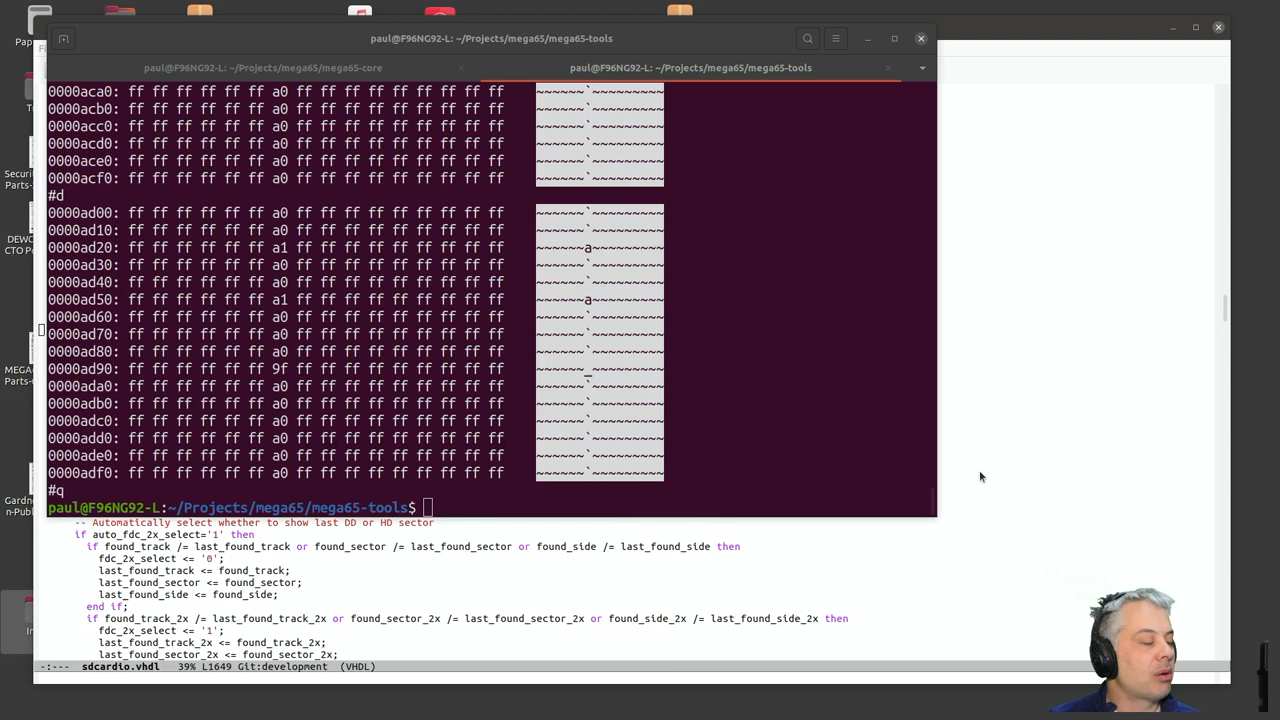 Pap
Tr
Securi
Parts-
DEWC
CTO P
MEGA
Parts-
Gardn
n-Publ
In
Fi
paul@F96NG92-L: ~/Projects/mega65/mega65-tools
paul@F96NG92-L: ~/Projects/mega65/mega65-core
paul@F96NG92-L: ~/Projects/mega65/mega65-tools
0000aca0: ff ff ff ff ff ff a0 ff ff ff ff ff ff ff ff ff ~~~~~~`~~~~~~~~~
0000acb0: ff ff ff ff ff ff a0 ff ff ff ff ff ff ff ff ff ~~~~~~`~~~~~~~~~
0000acc0: ff ff ff ff ff ff a0 ff ff ff ff ff ff ff ff ff ~~~~~~`~~~~~~~~~
0000acd0: ff ff ff ff ff ff a0 ff ff ff ff ff ff ff ff ff ~~~~~~`~~~~~~~~~
0000ace0: ff ff ff ff ff ff a0 ff ff ff ff ff ff ff ff ff ~~~~~~`~~~~~~~~~
0000acf0: ff ff ff ff ff ff a0 ff ff ff ff ff ff ff ff ff ~~~~~~`~~~~~~~~~
#d
0000ad00: ff ff ff ff ff ff a0 ff ff ff ff ff ff ff ff ff ~~~~~~`~~~~~~~~~
0000ad10: ff ff ff ff ff ff a0 ff ff ff ff ff ff ff ff ff ~~~~~~`~~~~~~~~~
0000ad20: ff ff ff ff ff ff a1 ff ff ff ff ff ff ff ff ff ~~~~~~a~~~~~~~~~
0000ad30: ff ff ff ff ff ff a0 ff ff ff ff ff ff ff ff ff ~~~~~~`~~~~~~~~~
0000ad40: ff ff ff ff ff ff a0 ff ff ff ff ff ff ff ff ff ~~~~~~`~~~~~~~~~
0000ad50: ff ff ff ff ff ff a1 ff ff ff ff ff ff ff ff ff ~~~~~~a~~~~~~~~~
0000ad60: ff ff ff ff ff ff a0 ff ff ff ff ff ff ff ff ff ~~~~~~`~~~~~~~~~
0000ad70: ff ff ff ff ff ff a0 ff ff ff ff ff ff ff ff ff ~~~~~~`~~~~~~~~~
0000ad80: ff ff ff ff ff ff a0 ff ff ff ff ff ff ff ff ff ~~~~~~`~~~~~~~~~
0000ad90: ff ff ff ff ff ff 9f ff ff ff ff ff ff ff ff ff ~~~~~~_~~~~~~~~~
0000ada0: ff ff ff ff ff ff a0 ff ff ff ff ff ff ff ff ff ~~~~~~`~~~~~~~~~
0000adb0: ff ff ff ff ff ff a0 ff ff ff ff ff ff ff ff ff ~~~~~~`~~~~~~~~~
0000adc0: ff ff ff ff ff ff a0 ff ff ff ff ff ff ff ff ff ~~~~~~`~~~~~~~~~
0000add0: ff ff ff ff ff ff a0 ff ff ff ff ff ff ff ff ff ~~~~~~`~~~~~~~~~
0000ade0: ff ff ff ff ff ff a0 ff ff ff ff ff ff ff ff ff ~~~~~~`~~~~~~~~~
0000adf0: ff ff ff ff ff ff a0 ff ff ff ff ff ff ff ff ff ~~~~~~`~~~~~~~~~
#q
paul@F96NG92-L:~/Projects/mega65/mega65-tools$
-- Automatically select whether to show last DD or HD sector
if auto_fdc_2x_select='1' then
if found_track /= last_found_track or found_sector /= last_found_sector or found_side /= last_found_side then
fdc_2x_select <= '0';
last_found_track <= found_track;
last_found_sector <= found_sector;
last_found_side <= found_side;
end if;
if found_track_2x /= last_found_track_2x or found_sector_2x /= last_found_sector_2x or found_side_2x /= last_found_side_2x then
fdc_2x_select <= '1';
last_found_track_2x <= found_track_2x;
last_found_sector_2x <= found_sector_2x;
-:--- sdcardio.vhdl 39% L1649 Git:development (VHDL)